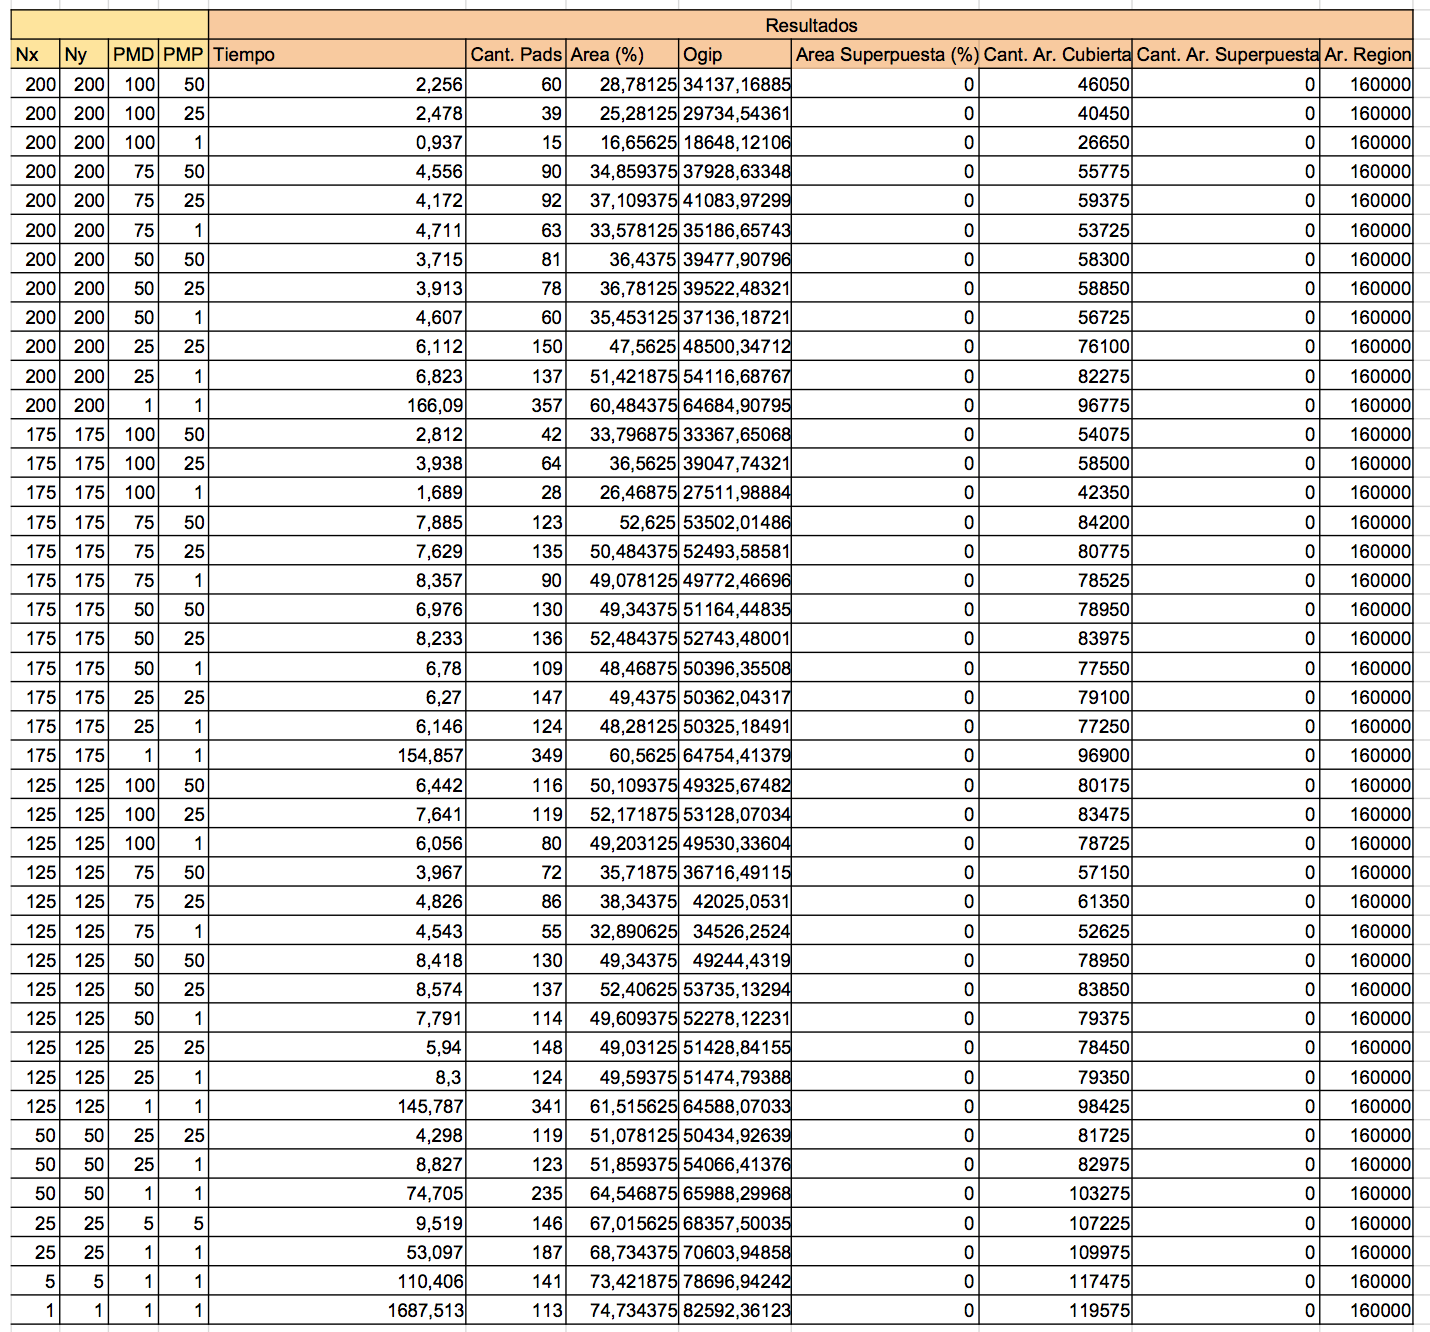 Resultados
Nx Ny PMD PMP Tiempo Cant. Pads Area (%) Ogip Area Superpuesta (%) Cant. Ar. Cubierta Cant. Ar. Superpuesta Ar. Region
200 200 100 50 2,256 60 28,78125 34137,16885 0 46050 0 160000
200 200 100 25 2,478 39 25,28125 29734,54361 0 40450 0 160000
200 200 100 1 0,937 15 16,65625 18648,12106 0 26650 0 160000
200 200 75 50 4,556 90 34,859375 37928,63348 0 55775 0 160000
200 200 75 25 4,172 92 37,109375 41083,97299 0 59375 0 160000
200 200 75 1 4,711 63 33,578125 35186,65743 0 53725 0 160000
200 200 50 50 3,715 81 36,4375 39477,90796 0 58300 0 160000
200 200 50 25 3,913 78 36,78125 39522,48321 0 58850 0 160000
200 200 50 1 4,607 60 35,453125 37136,18721 0 56725 0 160000
200 200 25 25 6,112 150 47,5625 48500,34712 0 76100 0 160000
200 200 25 1 6,823 137 51,421875 54116,68767 0 82275 0 160000
200 200 1 1 166,09 357 60,484375 64684,90795 0 96775 0 160000
175 175 100 50 2,812 42 33,796875 33367,65068 0 54075 0 160000
175 175 100 25 3,938 64 36,5625 39047,74321 0 58500 0 160000
175 175 100 1 1,689 28 26,46875 27511,98884 0 42350 0 160000
175 175 75 50 7,885 123 52,625 53502,01486 0 84200 0 160000
175 175 75 25 7,629 135 50,484375 52493,58581 0 80775 0 160000
175 175 75 1 8,357 90 49,078125 49772,46696 0 78525 0 160000
175 175 50 50 6,976 130 49,34375 51164,44835 0 78950 0 160000
175 175 50 25 8,233 136 52,484375 52743,48001 0 83975 0 160000
175 175 50 1 6,78 109 48,46875 50396,35508 0 77550 0 160000
175 175 25 25 6,27 147 49,4375 50362,04317 0 79100 0 160000
175 175 25 1 6,146 124 48,28125 50325,18491 0 77250 0 160000
175 175 1 1 154,857 349 60,5625 64754,41379 0 96900 0 160000
125 125 100 50 6,442 116 50,109375 49325,67482 0 80175 0 160000
125 125 100 25 7,641 119 52,171875 53128,07034 0 83475 0 160000
125 125 100 1 6,056 80 49,203125 49530,33604 0 78725 0 160000
125 125 75 50 3,967 72 35,71875 36716,49115 0 57150 0 160000
125 125 75 25 4,826 86 38,34375 42025,0531 0 61350 0 160000
125 125 75 1 4,543 55 32,890625 34526,2524 0 52625 0 160000
125 125 50 50 8,418 130 49,34375 49244,4319 0 78950 0 160000
125 125 50 25 8,574 137 52,40625 53735,13294 0 83850 0 160000
125 125 50 1 7,791 114 49,609375 52278,12231 0 79375 0 160000
125 125 25 25 5,94 148 49,03125 51428,84155 0 78450 0 160000
125 125 25 1 8,3 124 49,59375 51474,79388 0 79350 0 160000
125 125 1 1 145,787 341 61,515625 64588,07033 0 98425 0 160000
50 50 25 25 4,298 119 51,078125 50434,92639 0 81725 0 160000
50 50 25 1 8,827 123 51,859375 54066,41376 0 82975 0 160000
50 50 1 1 74,705 235 64,546875 65988,29968 0 103275 0 160000
25 25 5 5 9,519 146 67,015625 68357,50035 0 107225 0 160000
25 25 1 1 53,097 187 68,734375 70603,94858 0 109975 0 160000
5 5 1 1 110,406 141 73,421875 78696,94242 0 117475 0 160000
1 1 1 1 1687,513 113 74,734375 82592,36123 0 119575 0 160000